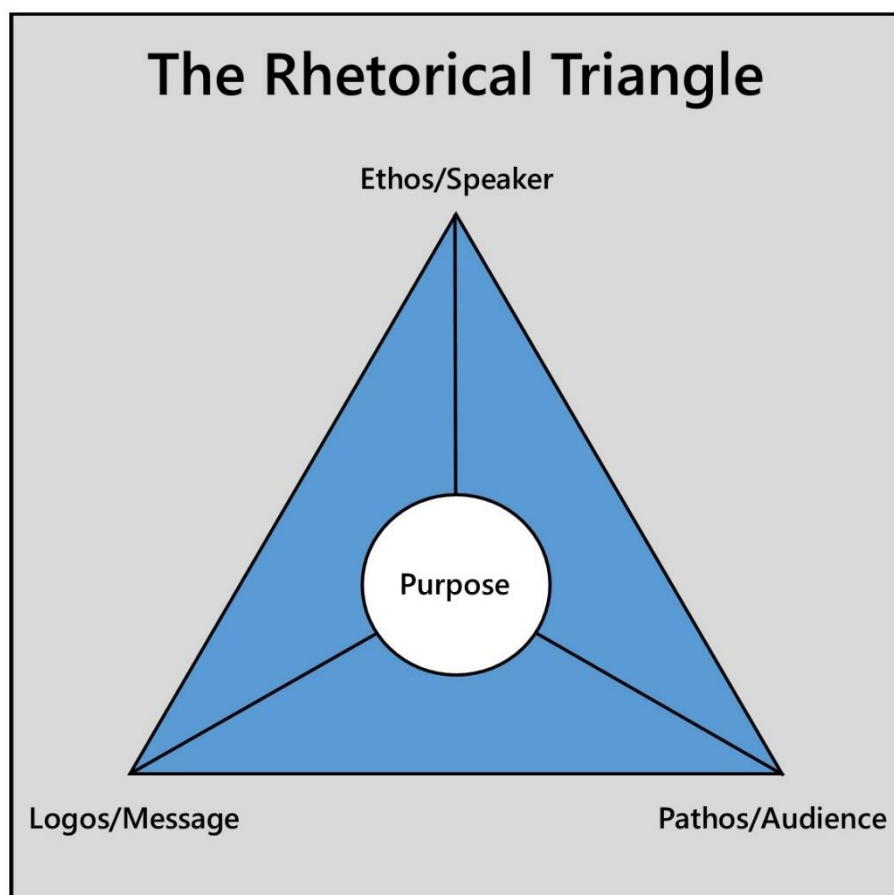 The Rhetorical Triangle
Ethos/Speaker
Purpose
Logos/Message
Pathos/Audience